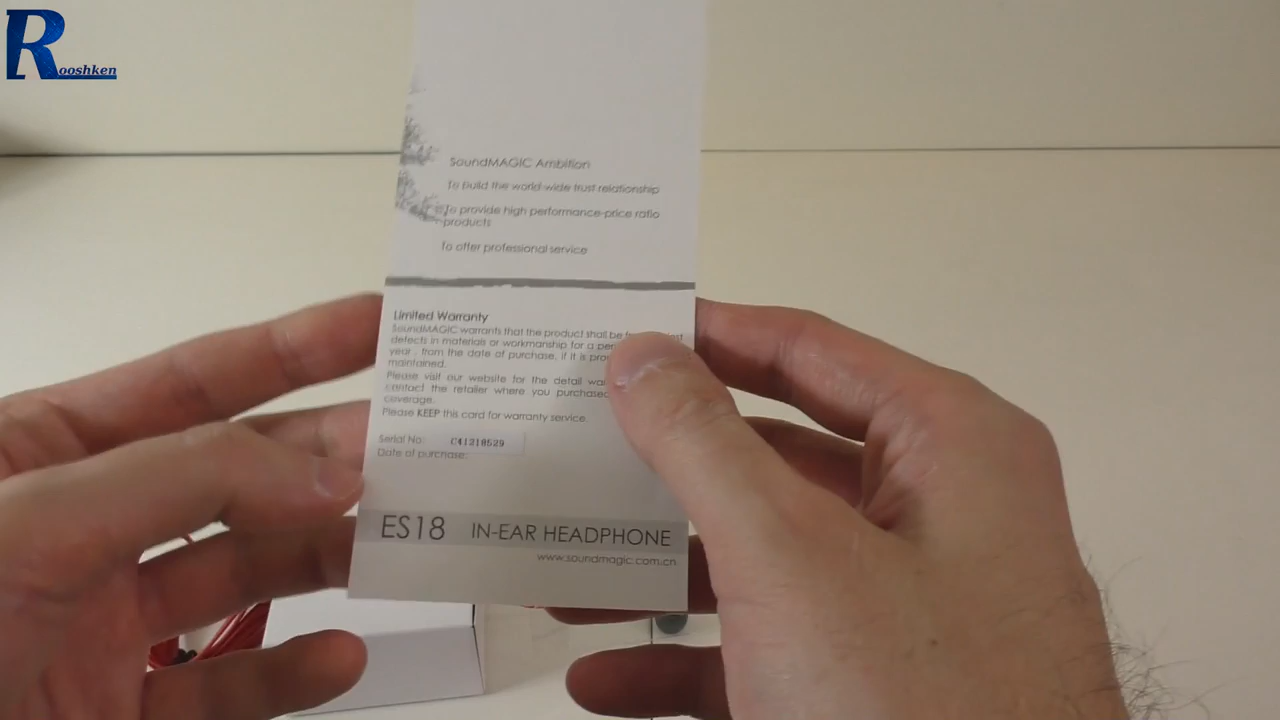 Rooshken
SoundMAGIC Ambition
To build the world-wide trust relationship
To provide high performance-price ratio
products
To offer professional service
Limited Warranty
SoundMAGIC warrants that the product shall be
defects in materials or workmanship for a
year , from the date of purchase, if it is
maintained.
Please visit our website for the detail
contact the retailer where you purchased
coverage.
Please KEEP this card for warranty service.
Serial No: C41218529
Date of purchase:
ES18 IN-EAR HEADPHONE
www.soundmagic.com.cn